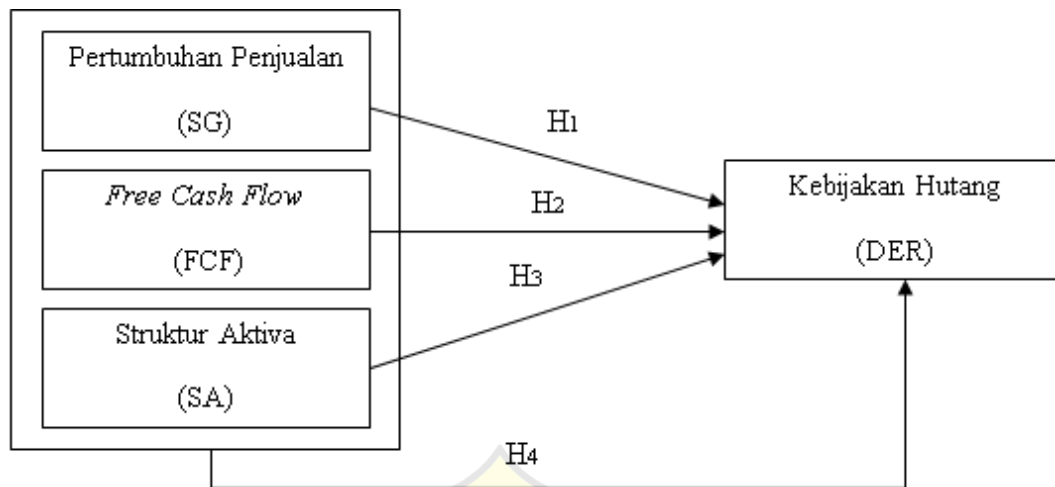 Pertumbuhan Penjualan
(SG)
H1
Free Cash Flow
(FCF)
H2
Kebijakan Hutang
(DER)
H3
Struktur Aktiva
(SA)
H4